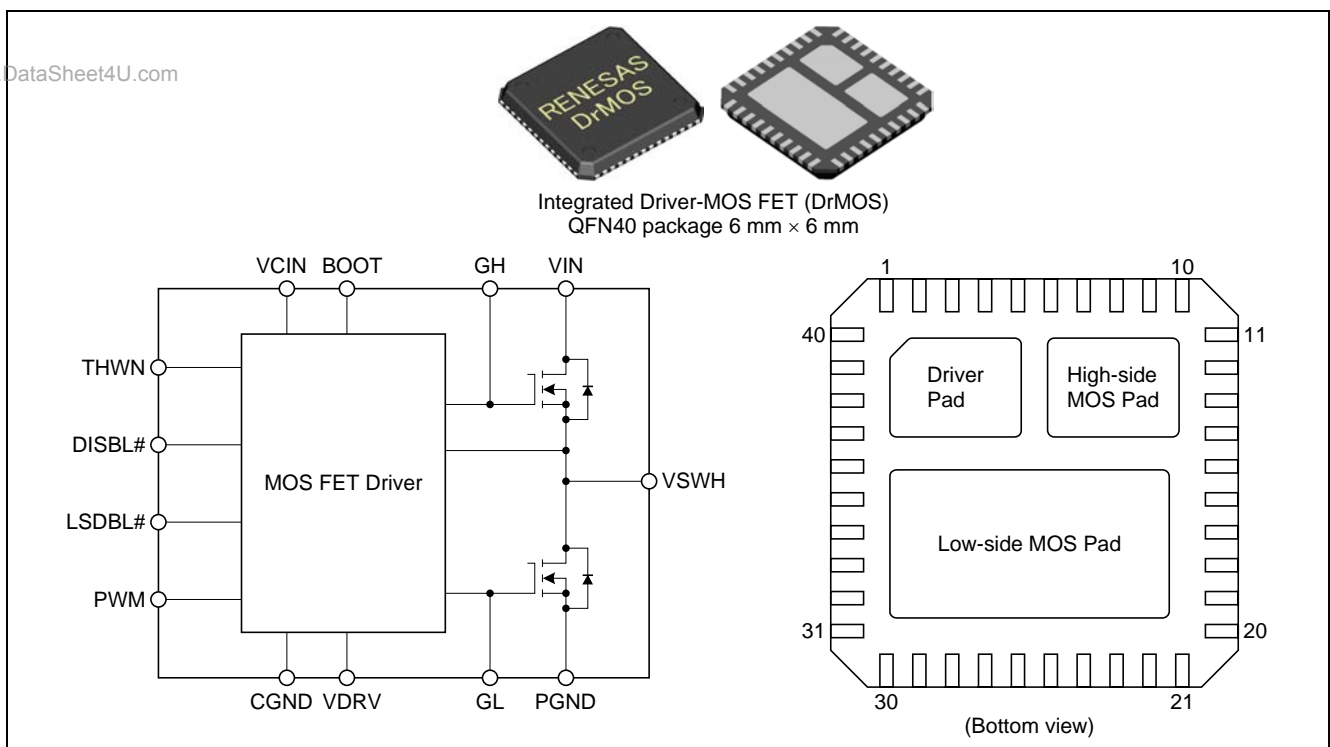 .DataSheet4U.com
RENESAS
DrMOS
Integrated Driver-MOS FET (DrMOS)
QFN40 package 6 mm × 6 mm
VCIN BOOT GH VIN
THWN
DISBL#
LSDBL#
PWM
MOS FET Driver
VSWH
CGND VDRV GL PGND
1 10
40 11
Driver
Pad
High-side
MOS Pad
Low-side MOS Pad
31 20
30 21
(Bottom view)